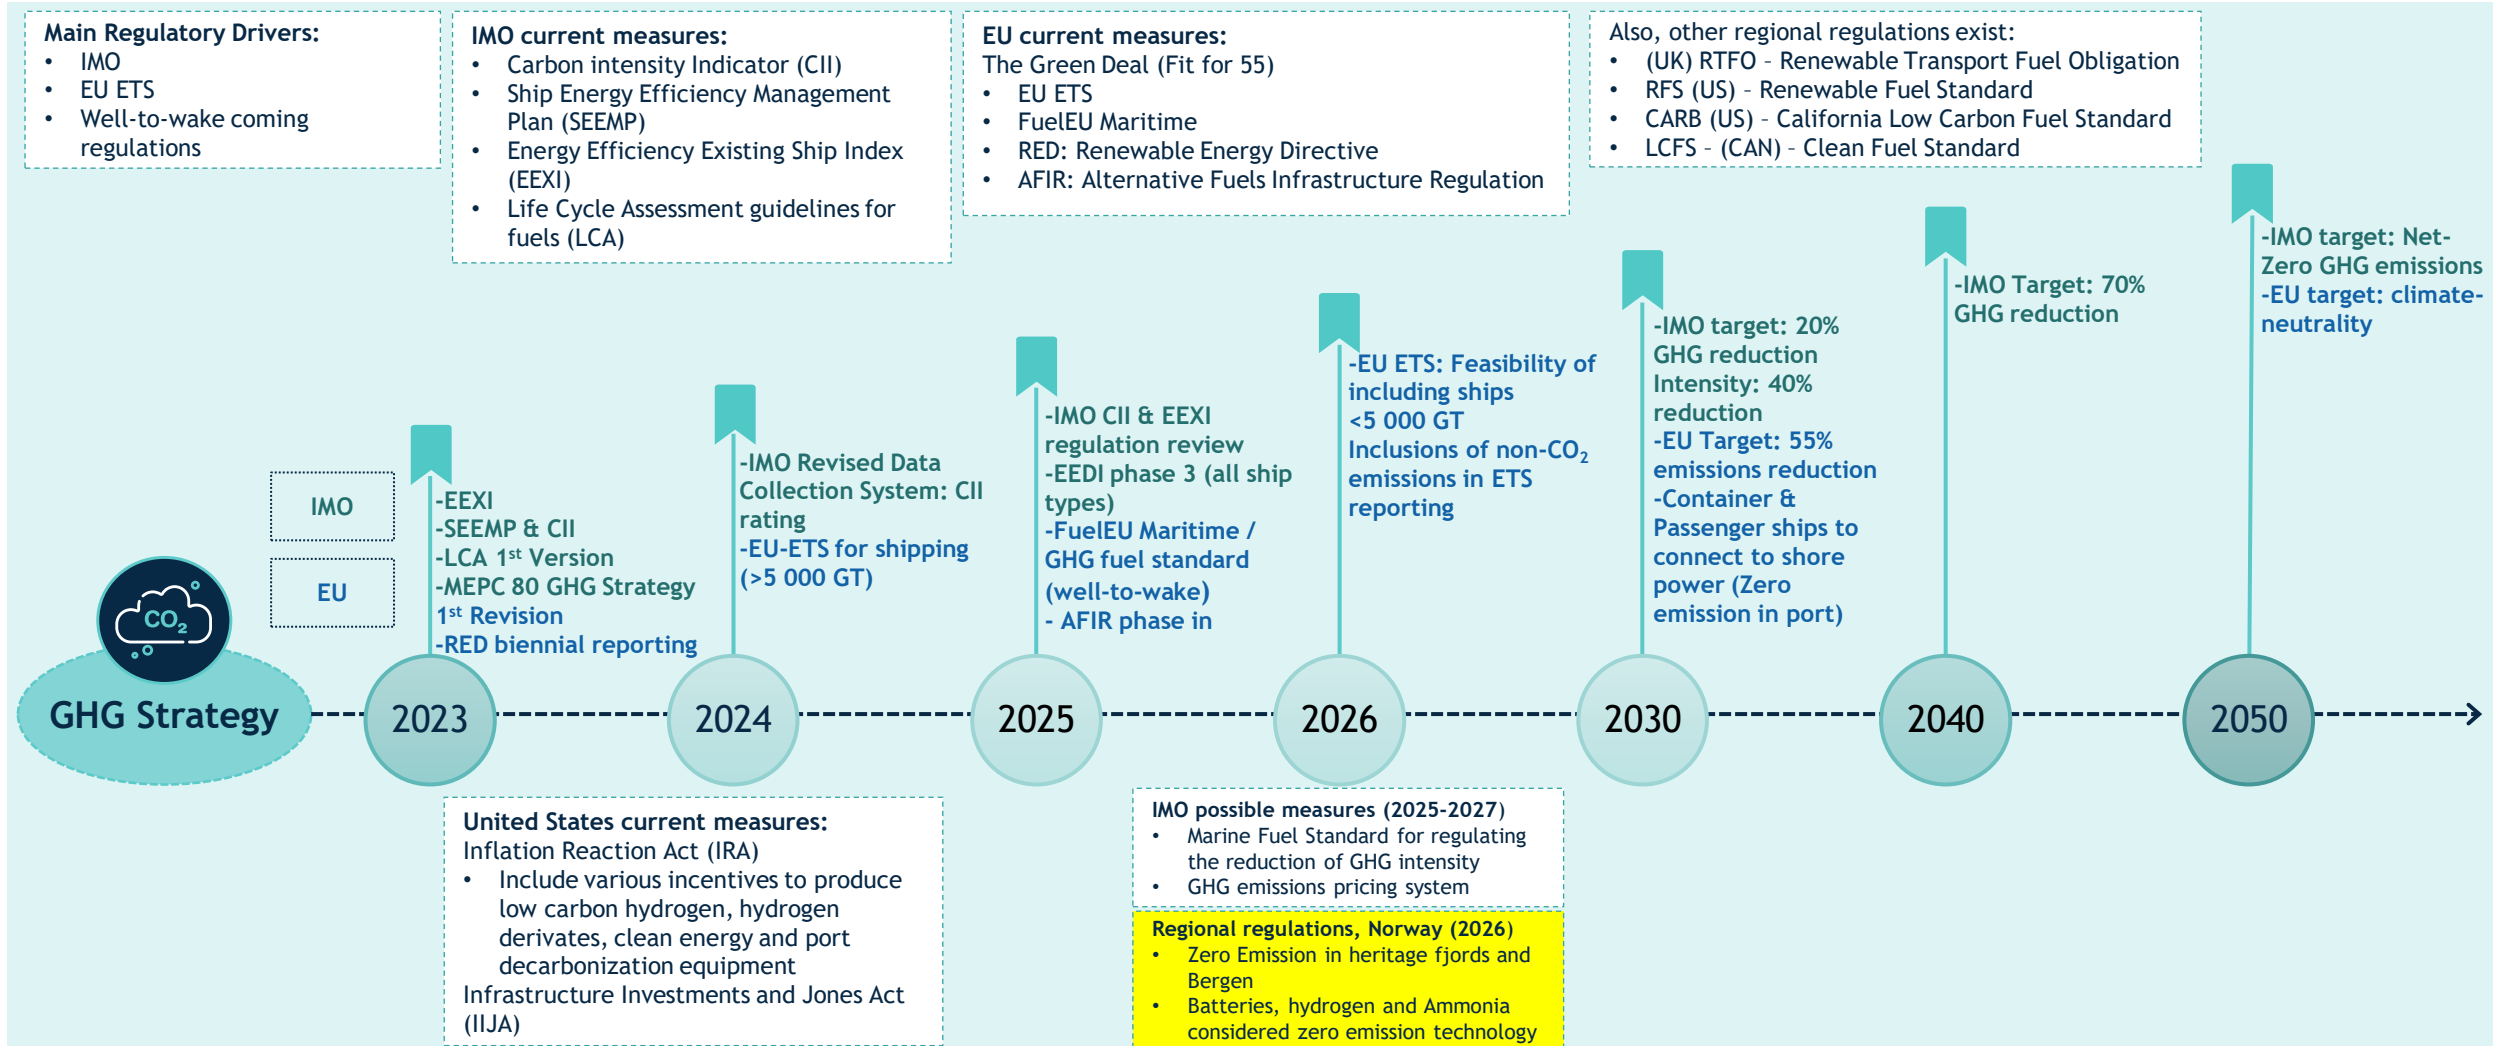 Main Regulatory Drivers:
• IMO
• EU ETS
• Well-to-wake coming
regulations
IMO current measures:
• Carbon intensity Indicator (CII)
• Ship Energy Efficiency Management
Plan (SEEMP)
• Energy Efficiency Existing Ship Index
(EEXI)
• Life Cycle Assessment guidelines for
fuels (LCA)
EU current measures:
The Green Deal (Fit for 55)
• EU ETS
• FuelEU Maritime
• RED: Renewable Energy Directive
• AFIR: Alternative Fuels Infrastructure Regulation
Also, other regional regulations exist:
• (UK) RTFO – Renewable Transport Fuel Obligation
• RFS (US) – Renewable Fuel Standard
• CARB (US) – California Low Carbon Fuel Standard
• LCFS – (CAN) – Clean Fuel Standard
IMO
EU
CO₂
GHG Strategy
-EEXI
-SEEMP & CII
-LCA 1st Version
-MEPC 80 GHG Strategy
1st Revision
-RED biennial reporting
2023
-IMO Revised Data
Collection System: CII
rating
-EU-ETS for shipping
(>5 000 GT)
2024
-IMO CII & EEXI
regulation review
-EEDI phase 3 (all ship
types)
-FuelEU Maritime /
GHG fuel standard
(well-to-wake)
- AFIR phase in
2025
-EU ETS: Feasibility of
including ships
<5 000 GT
Inclusions of non-CO₂
emissions in ETS
reporting
2026
-IMO target: 20%
GHG reduction
Intensity: 40%
reduction
-EU Target: 55%
emissions reduction
-Container &
Passenger ships to
connect to shore
power (Zero
emission in port)
2030
-IMO Target: 70%
GHG reduction
2040
-IMO target: Net-
Zero GHG emissions
-EU target: climate-
neutrality
2050
United States current measures:
Inflation Reaction Act (IRA)
• Include various incentives to produce
low carbon hydrogen, hydrogen
derivates, clean energy and port
decarbonization equipment
Infrastructure Investments and Jones Act
(IIJA)
IMO possible measures (2025-2027)
• Marine Fuel Standard for regulating
the reduction of GHG intensity
• GHG emissions pricing system
Regional regulations, Norway (2026)
• Zero Emission in heritage fjords and
Bergen
• Batteries, hydrogen and Ammonia
considered zero emission technology